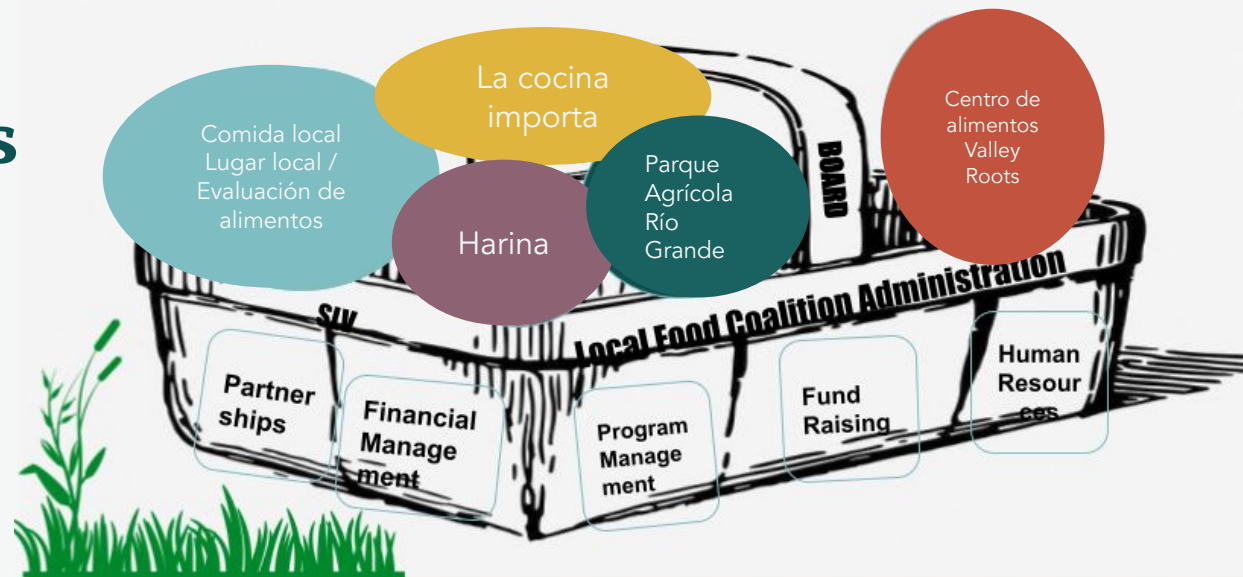 s
Comida local
Lugar local /
Evaluación de
alimentos
La cocina
importa
Harina
Parque
Agrícola
Río
Grande
Centro de
alimentos
Valley
Roots
BOARD
SLV
Local Food Coalition Administration
Partner
ships
Financial
Manage
ment
Program
Manage
ment
Fund
Raising
Human
Resour
ces